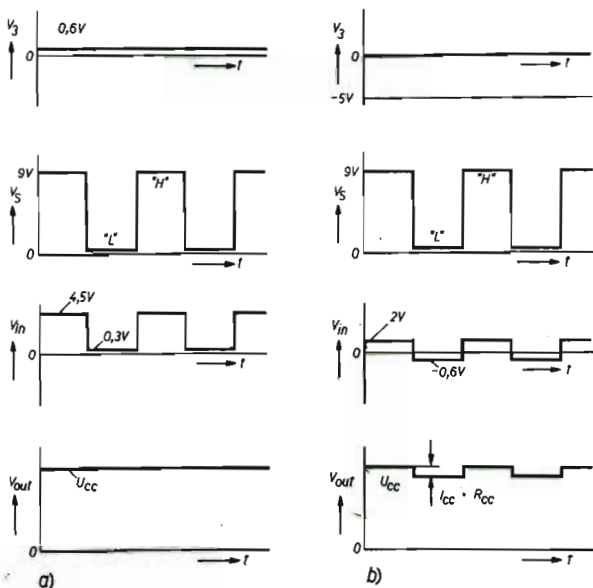 V3
0,6V
0
t
9V
VS
"H"
"L"
0
t
4,5V
Vin
0,3V
0
t
Ucc
Vout
0
t
a)
V3
0
t
-5V
9V
VS
"H"
"L"
0
t
2V
Vin
0
-0,6V
t
Ucc
Icc · Rcc
Vout
0
t
b)